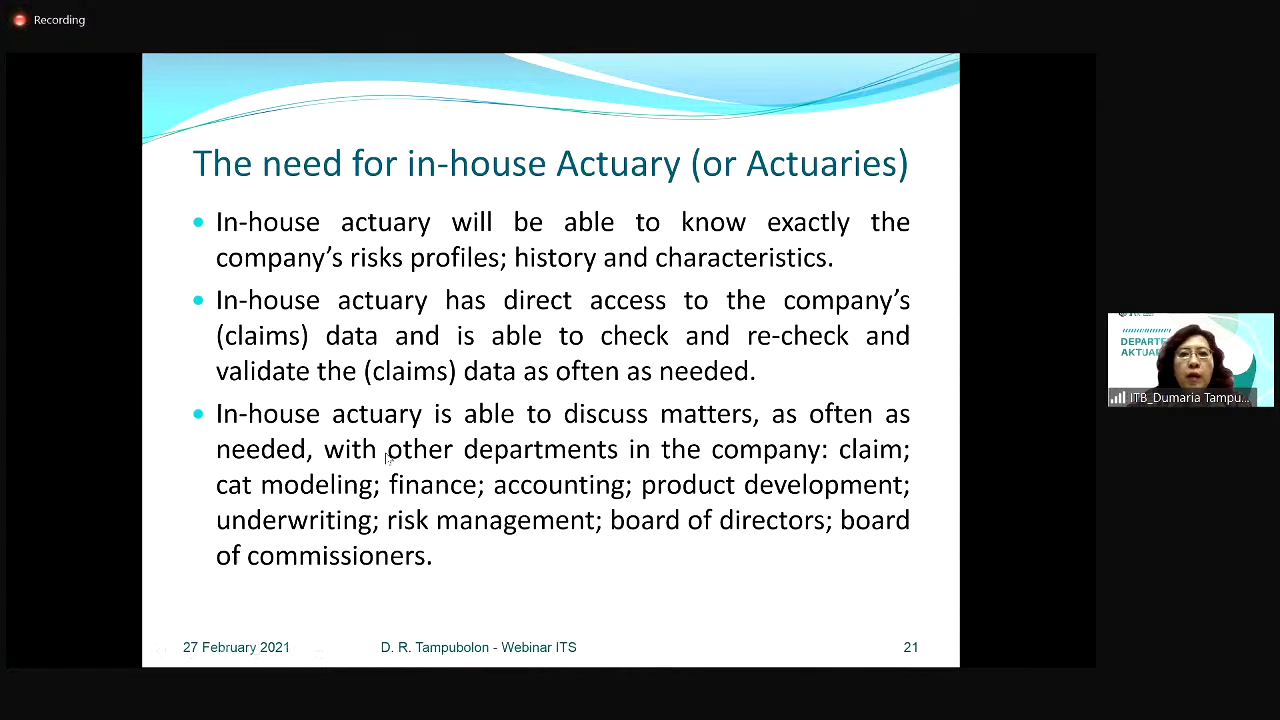 Recording
The need for in-house Actuary (or Actuaries)
• In-house actuary will be able to know exactly the
company's risks profiles; history and characteristics.
• In-house actuary has direct access to the company's
(claims) data and is able to check and re-check and
validate the (claims) data as often as needed.
• In-house actuary is able to discuss matters, as often as
needed, with other departments in the company: claim;
cat modeling; finance; accounting; product development;
underwriting; risk management; board of directors; board
of commissioners.
27 February 2021 D. R. Tampubolon - Webinar ITS 21
DEPARTE
AKTUA
ITB_Dumaria Tampu...